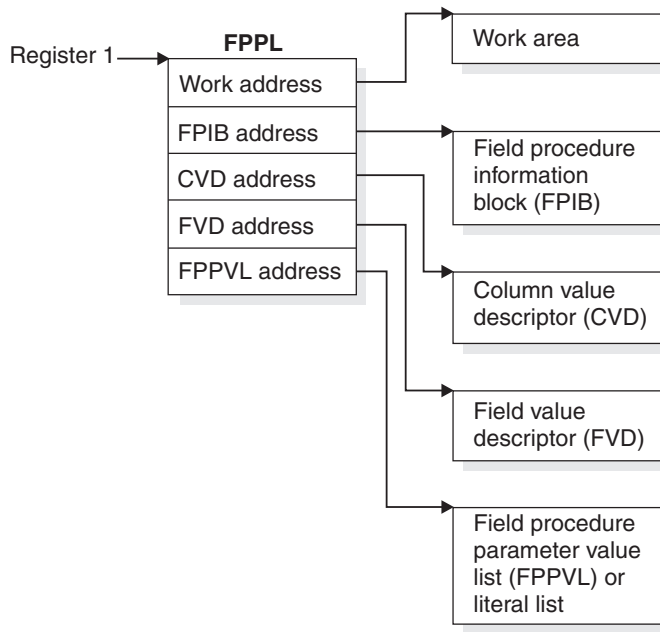 FPPL
Register 1
Work address
FPIB address
CVD address
FVD address
FPPVL address
Work area
Field procedure
information
block (FPIB)
Column value
descriptor (CVD)
Field value
descriptor (FVD)
Field procedure
parameter value
list (FPPVL) or
literal list